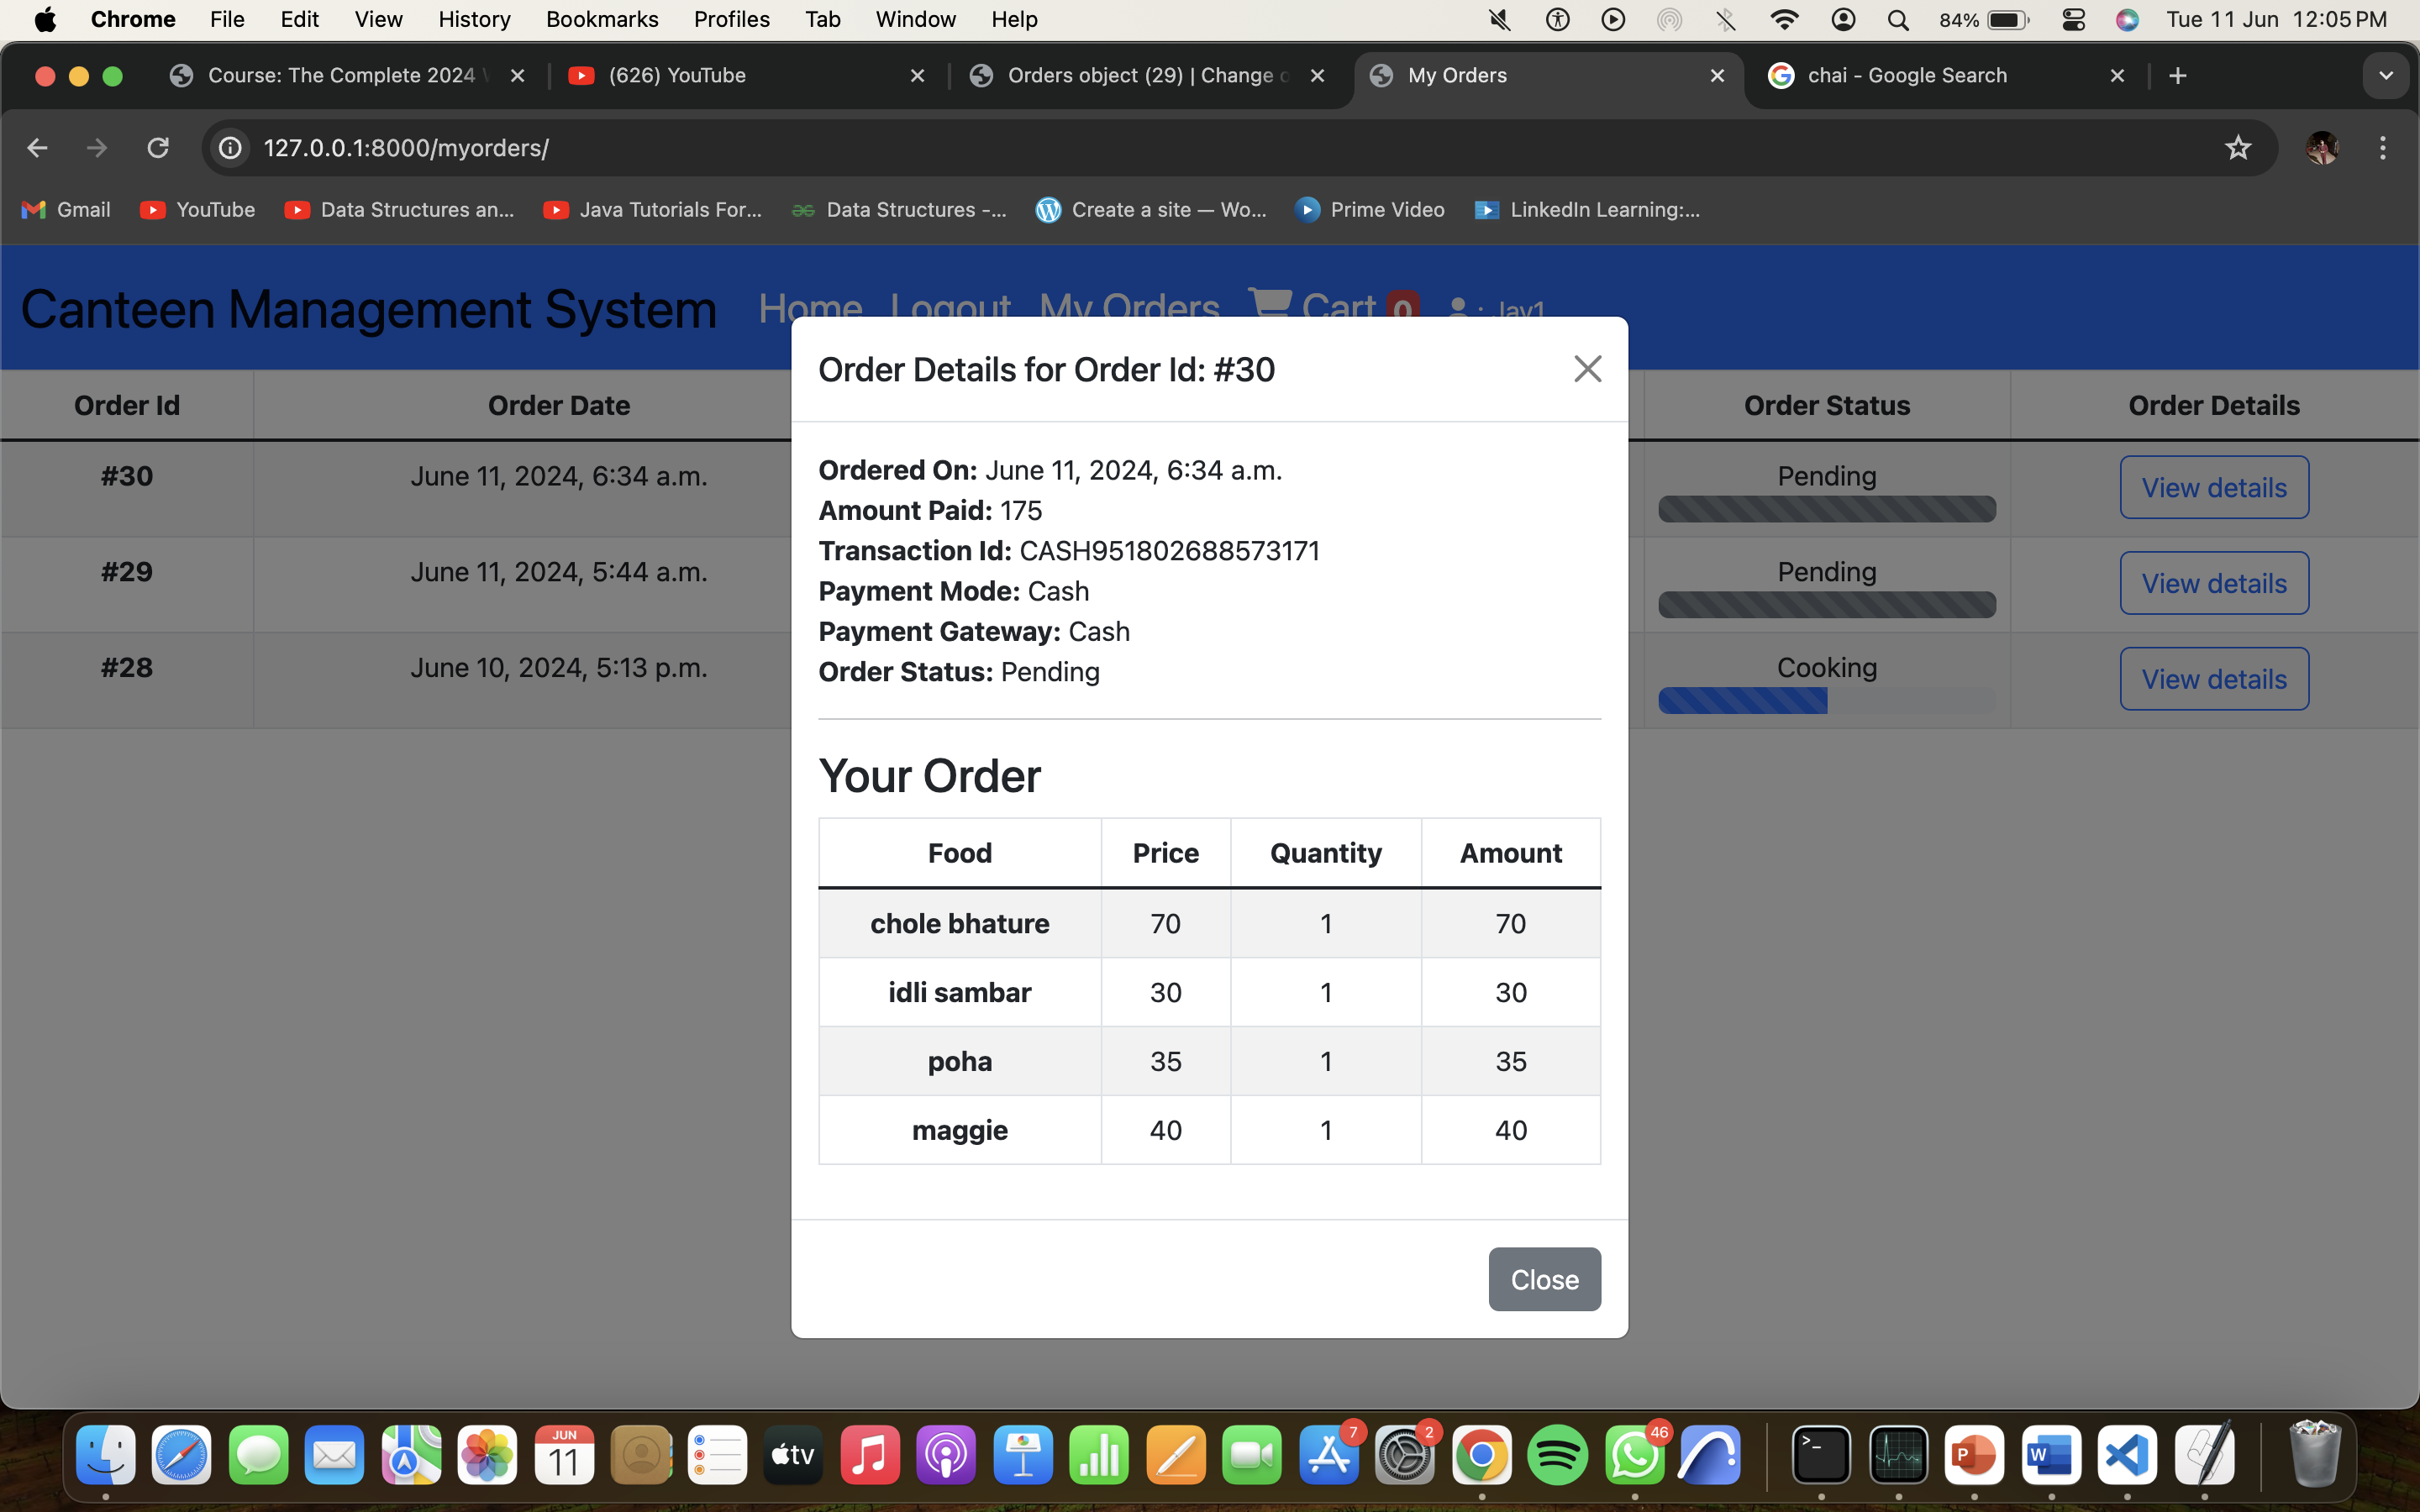 Chrome File Edit View History Bookmarks Profiles Tab Window Help 84% Tue 11 Jun 12:05 PM
Course: The Complete 2024 (626) YouTube Orders object (29) | Change My Orders chai - Google Search
127.0.0.1:8000/myorders/
Gmail YouTube Data Structures an... Java Tutorials For... Data Structures -... Create a site — Wo... Prime Video LinkedIn Learning:...
Canteen Management System Home Logout My Orders Cart 0 : Jay1
Order Details for Order Id: #30
Order Id Order Date Order Status Order Details
#30 June 11, 2024, 6:34 a.m. Pending View details
#29 June 11, 2024, 5:44 a.m. Pending View details
#28 June 10, 2024, 5:13 p.m. Cooking View details
Ordered On: June 11, 2024, 6:34 a.m.
Amount Paid: 175
Transaction Id: CASH951802688573171
Payment Mode: Cash
Payment Gateway: Cash
Order Status: Pending
Your Order
Food Price Quantity Amount
chole bhature 70 1 70
idli sambar 30 1 30
poha 35 1 35
maggie 40 1 40
Close
JUN
11
tv
7
2
46
>_
P
W